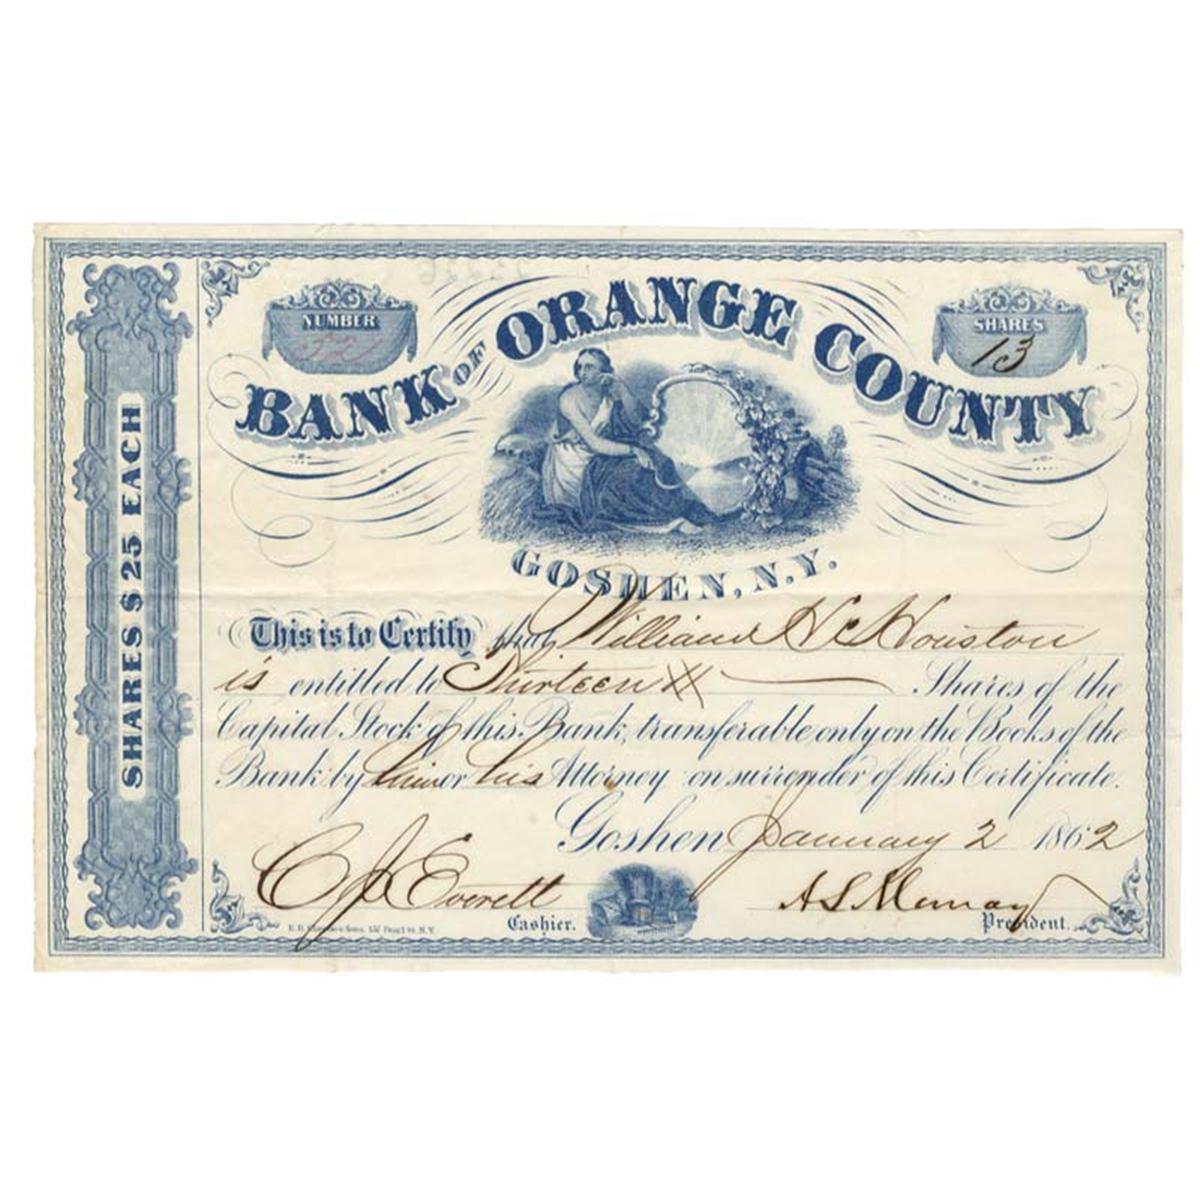 NUMBER
52
SHARES
13
BANK OF ORANGE COUNTY
GOSHEN, N.Y.
SHARES $25 EACH
This is to Certify that William H Houston
is entitled to Thirteen Shares of the
Capital Stock of this Bank, transferable only on the Books of the
Bank by him or his Attorney on surrender of this Certificate.
Goshen January 2 1862
C J Everett
Cashier.
A S Murray
President.